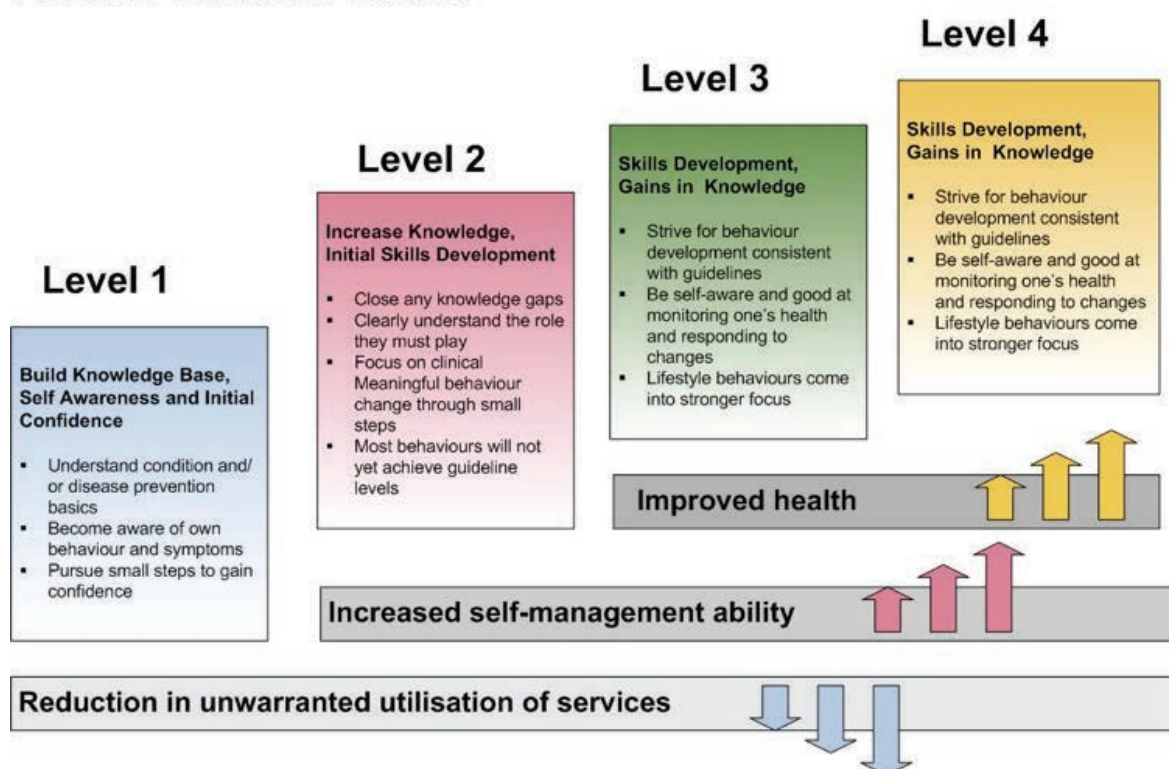 Level 1
Build Knowledge Base,
Self Awareness and Initial
Confidence
▪ Understand condition and/
or disease prevention
basics
▪ Become aware of own
behaviour and symptoms
▪ Pursue small steps to gain
confidence
Level 2
Increase Knowledge,
Initial Skills Development
▪ Close any knowledge gaps
▪ Clearly understand the role
they must play
▪ Focus on clinical
Meaningful behaviour
change through small
steps
▪ Most behaviours will not
yet achieve guideline
levels
Level 3
Skills Development,
Gains in Knowledge
▪ Strive for behaviour
development consistent
with guidelines
▪ Be self-aware and good at
monitoring one's health
and responding to
changes
▪ Lifestyle behaviours come
into stronger focus
Level 4
Skills Development,
Gains in Knowledge
▪ Strive for behaviour
development consistent
with guidelines
▪ Be self-aware and good at
monitoring one's health
and responding to changes
▪ Lifestyle behaviours come
into stronger focus
Improved health
Increased self-management ability
Reduction in unwarranted utilisation of services